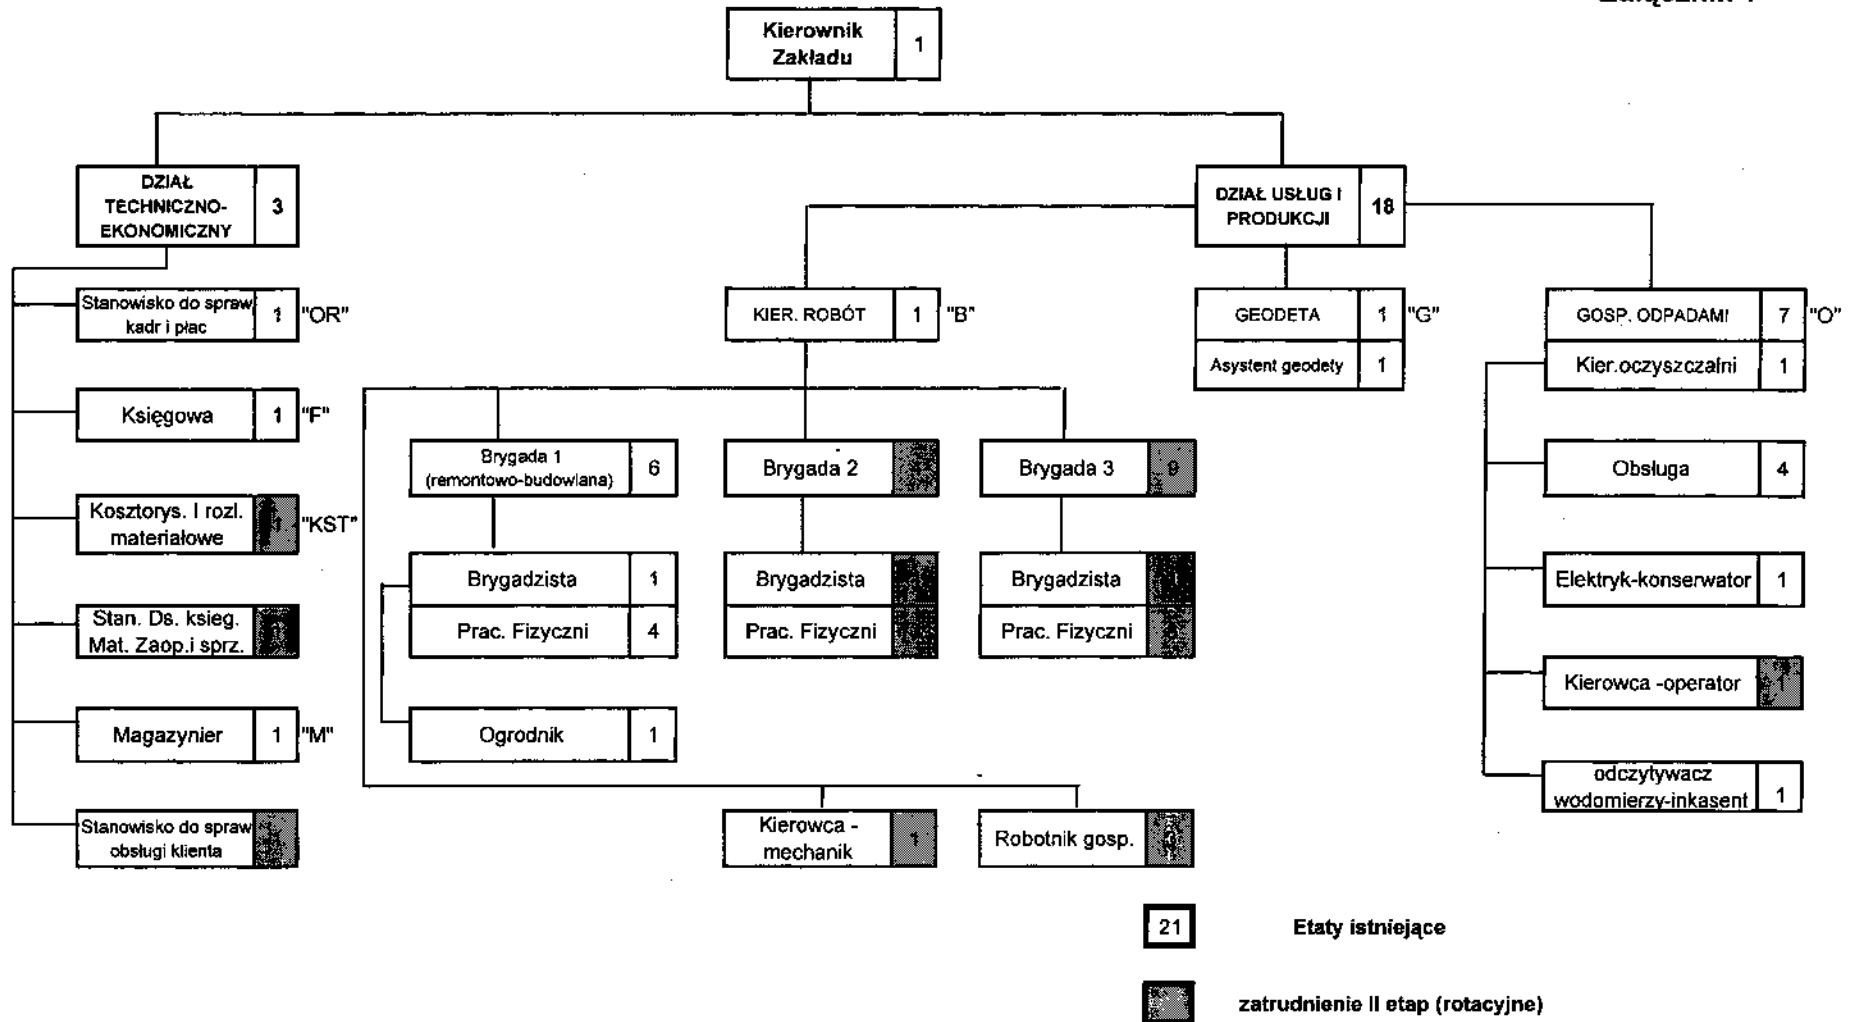 Kierownik
Zakładu
1
DZIAŁ
TECHNICZNO-
EKONOMICZNY
3
DZIAŁ USŁUG I
PRODUKCJI
18
Stanowisko do spraw
kadr i płac
1
"OR"
KIER. ROBÓT
1
"B"
GEODETA
1
"G"
Asystent geodety
1
GOSP. ODPADAMI
7
"O"
Kier.oczyszczalni
1
Księgowa
1
"F"
Brygada 1
(remontowo-budowlana)
6
Brygada 2
Brygada 3
9
Obsługa
4
Kosztorys. I rozl.
materiałowe
1
"KST"
Brygadzista
1
Prac. Fizyczni
4
Brygadzista
Prac. Fizyczni
Brygadzista
Prac. Fizyczni
Elektryk-konserwator
1
Stan. Ds. ksieg.
Mat. Zaop.i sprz.
Kierowca -operator
1
Magazynier
1
"M"
Ogrodnik
1
odczytywacz
wodomierzy-inkasent
1
Stanowisko do spraw
obsługi klienta
Kierowca -
mechanik
1
Robotnik gosp.
21
Etaty istniejące
zatrudnienie II etap (rotacyjne)